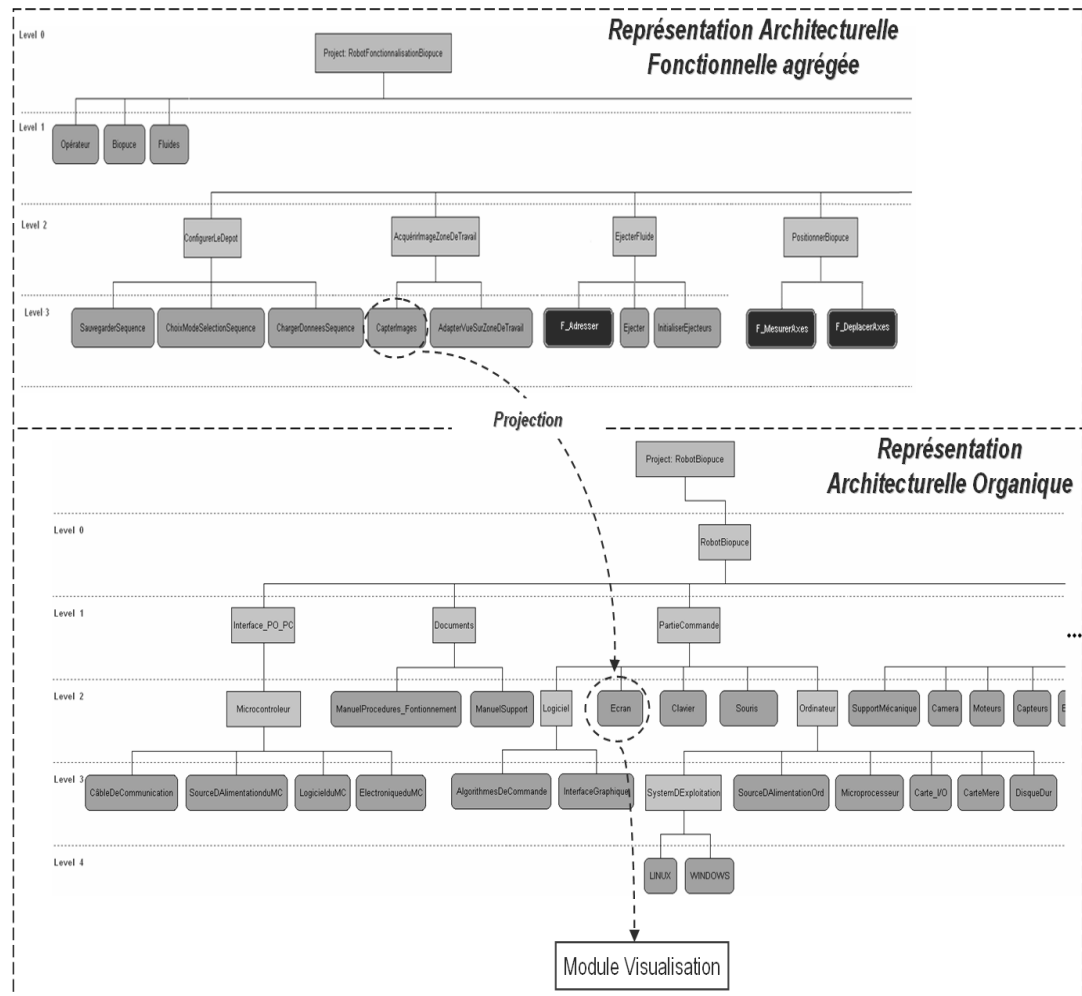 Représentation Architecturelle
Fonctionnelle agrégée
Level 0
Project: RobotFonctionnalisationBiopuce
Level 1
Opérateur
Biopuce
Fluides
Level 2
ConfigurerLeDepot
AcquérirImageZoneDeTravail
EjecterFluide
PositionnerBiopuce
Level 3
SauvegarderSequence
ChoixModeSelectionSequence
ChargerDonneesSequence
CapterImages
AdapterVueSurZoneDeTravail
F_Adresser
Ejecter
InitialiserEjecteurs
F_MesurerAxes
F_DeplacerAxes
Projection
Représentation
Architecturelle Organique
Project: RobotBiopuce
Level 0
RobotBiopuce
Level 1
Interface_PO_PC
Documents
PartieCommande
...
Level 2
Microcontroleur
ManuelProcedures_Fontionnement
ManuelSupport
Logiciel
Ecran
Clavier
Souris
Ordinateur
SupportMécanique
Camera
Moteurs
Capteurs
Level 3
CâbleDeCommunication
SourceDAlimentationduMC
LogicielduMC
ElectroniqueduMC
AlgorithmesDeCommande
InterfaceGraphique
SystemDExploitation
SourceDAlimentationOrd
Microprocesseur
Carte_I/O
CarteMere
DisqueDur
Level 4
LINUX
WINDOWS
Module Visualisation